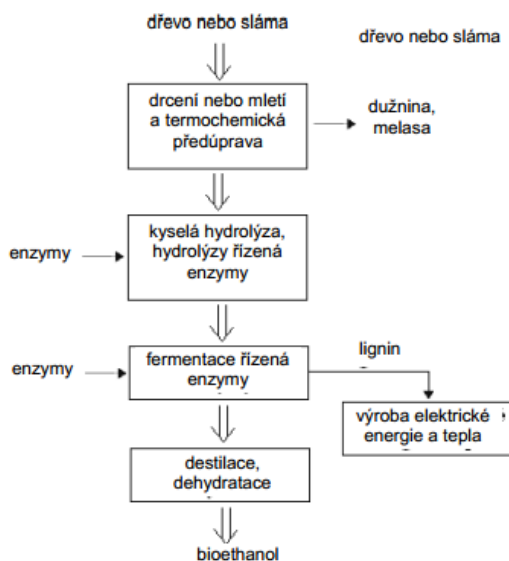 dřevo nebo sláma
dřevo nebo sláma
drcení nebo mletí
a termochemická
předúprava
dužnina,
melasa
kyselá hydrolýza,
hydrolýzy řízená
enzymy
enzymy
fermentace řízená
enzymy
enzymy
lignin
výroba elektrické
energie a tepla
destilace,
dehydratace
bioethanol